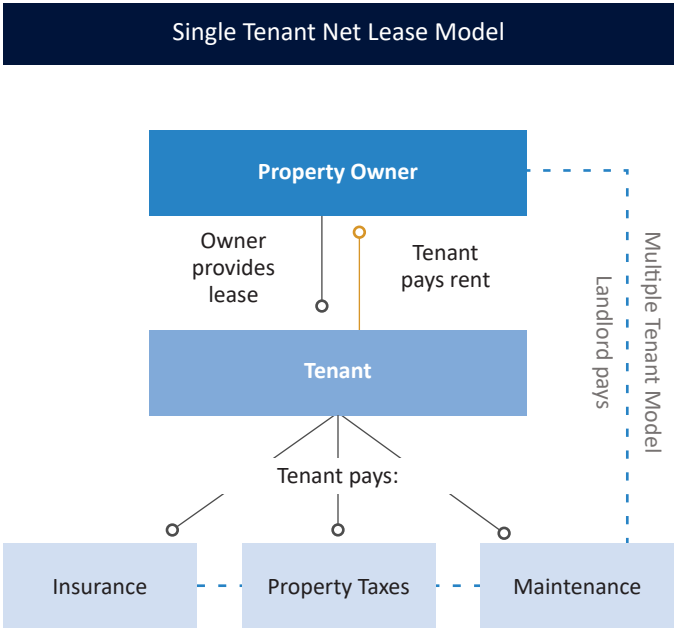 Single Tenant Net Lease Model
Property Owner
Owner
provides
lease
Tenant
pays rent
Multiple Tenant Model
Landlord pays
Tenant
Tenant pays:
Insurance
Property Taxes
Maintenance